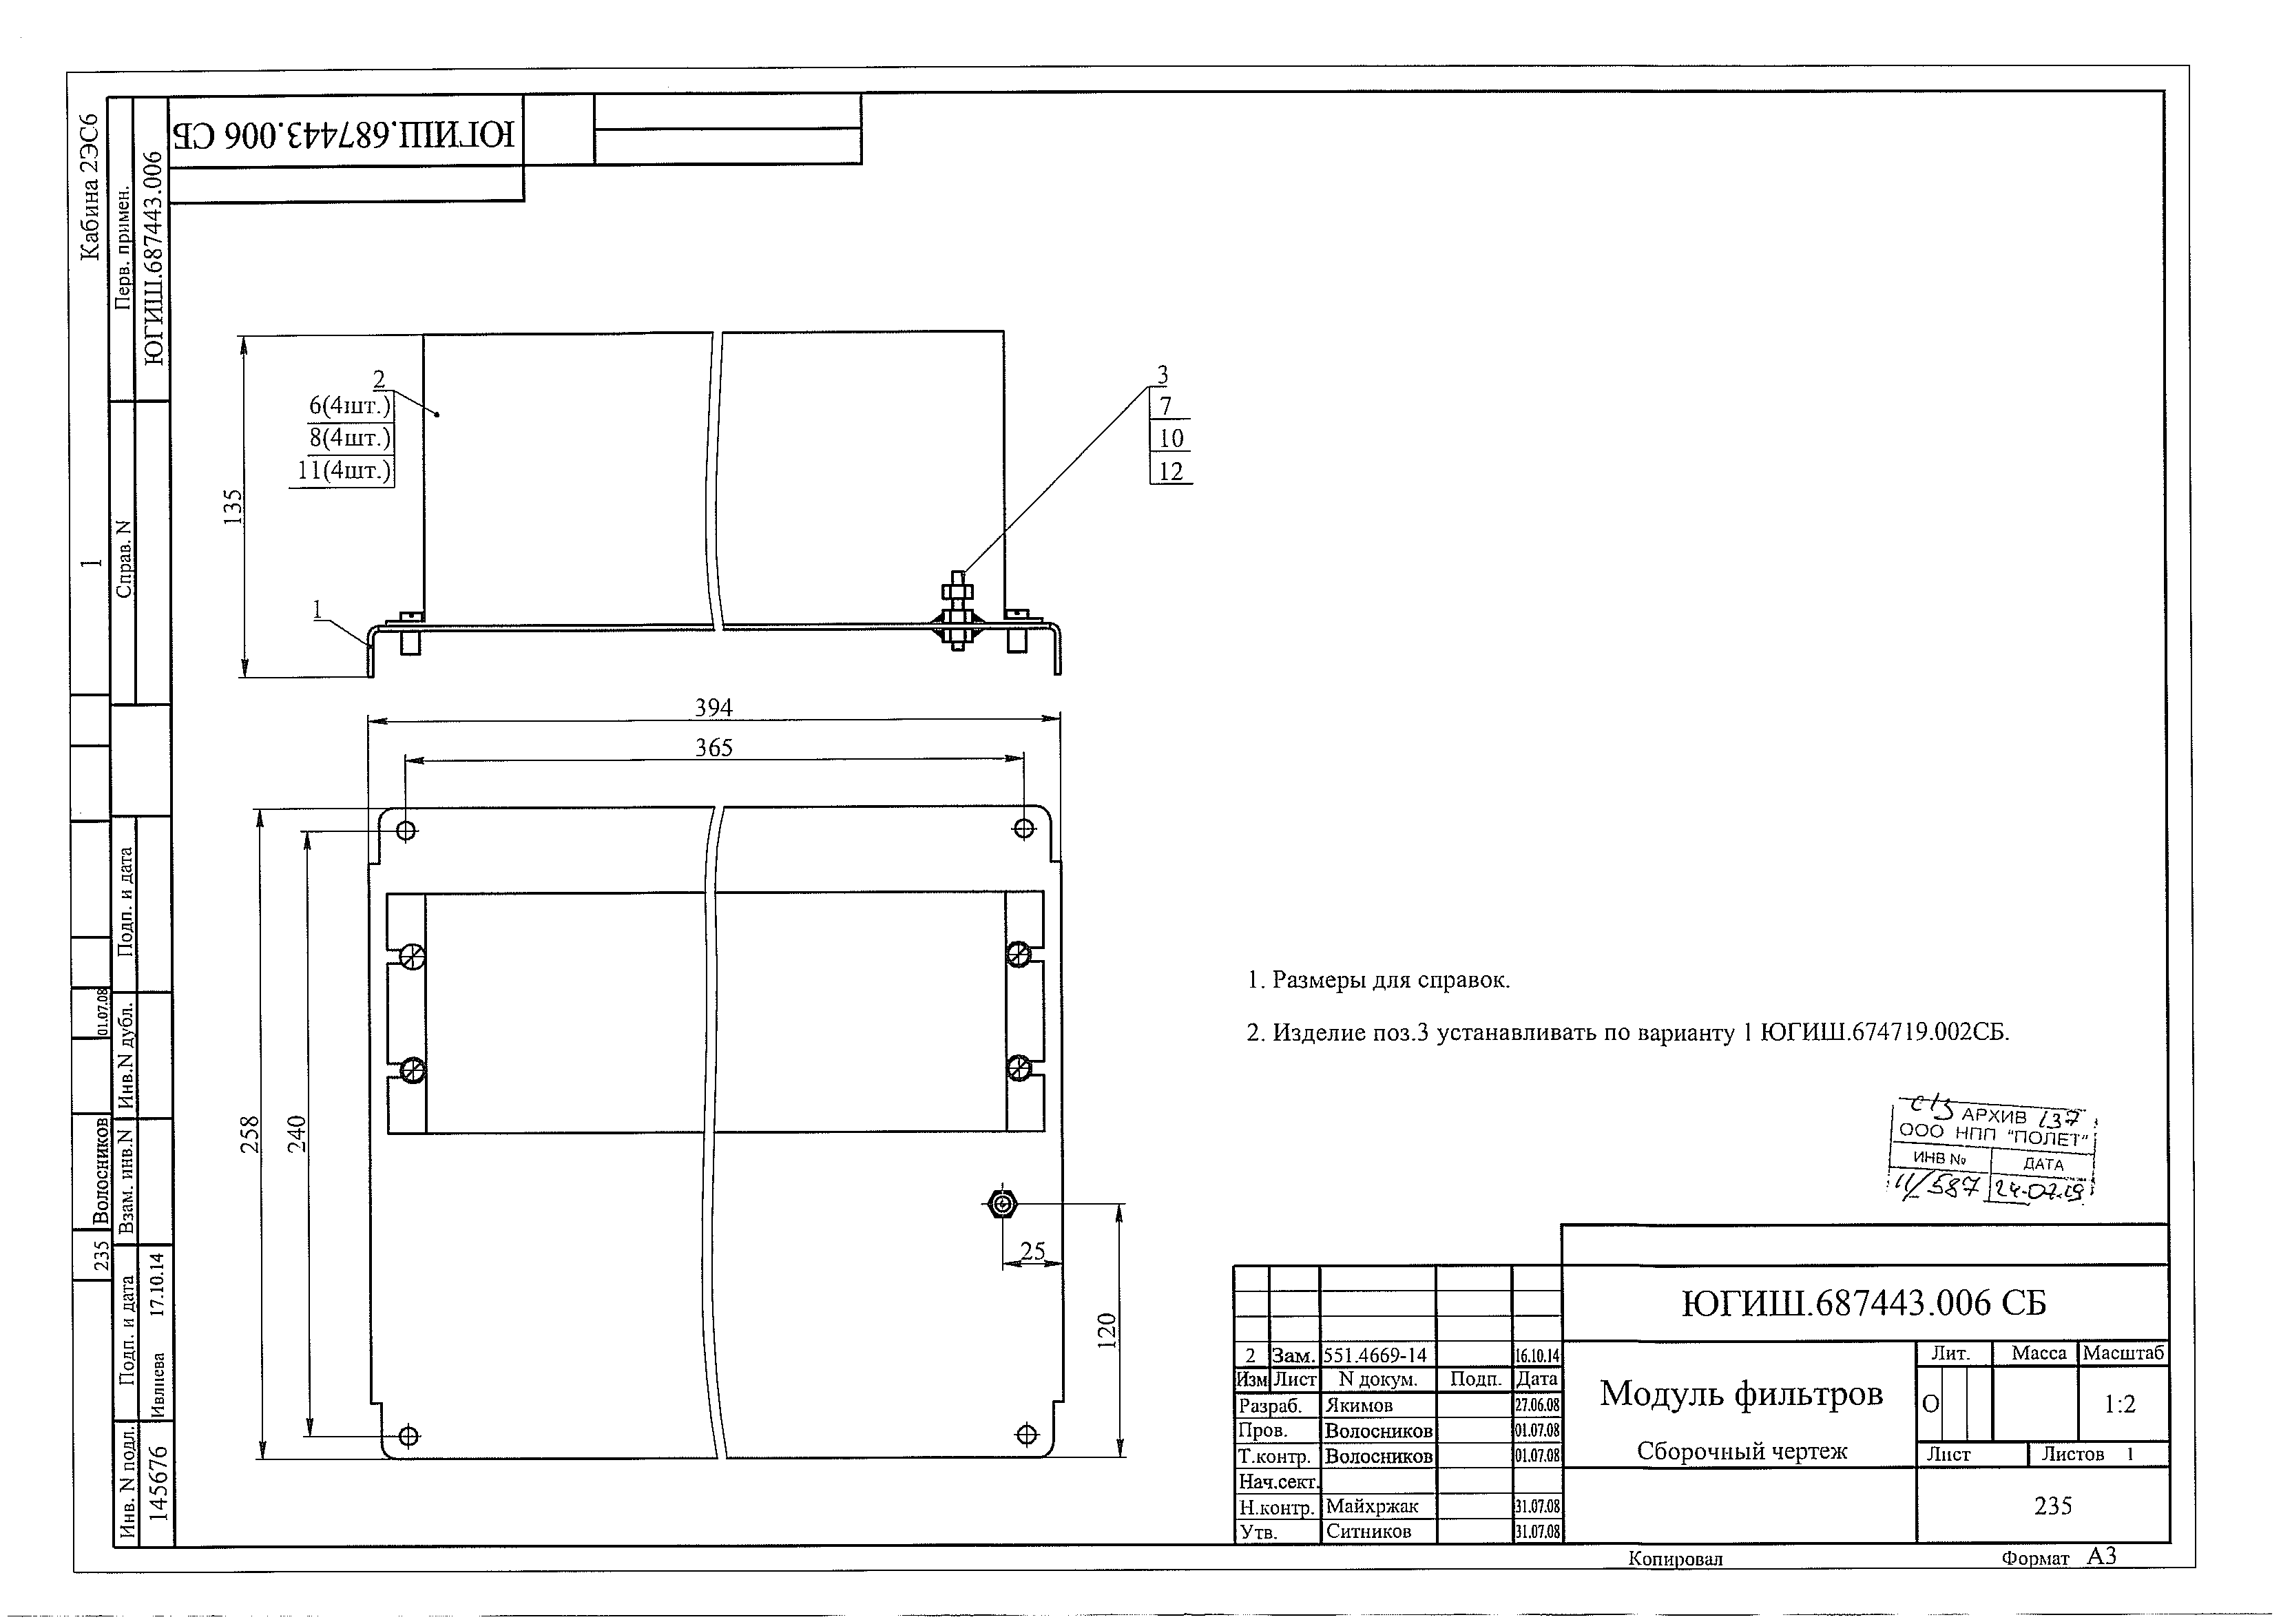 ЮГИШ.687443.006 СБ
Кабина 2ЭС6
Перв. примен.
ЮГИШ.687443.006
1
Справ. N
Подп. и дата
01.07.08
Инв.N дубл.
Волосников
Взам. инв.N
235
Подп. и дата
Ивлиева 17.10.14
Инв. N подл.
145676
2
6(4шт.)
8(4шт.)
11(4шт.)
3
7
10
12
135
1
394
365
258
240
25
120
1. Размеры для справок.
2. Изделие поз.3 устанавливать по варианту 1 ЮГИШ.674719.002СБ.
АРХИВ 137
ООО НПП "ПОЛЕТ"
ИНВ № ДАТА
11/587 24-07.19
ЮГИШ.687443.006 СБ
2 Зам. 551.4669-14 16.10.14
Изм Лист N докум. Подп. Дата
Разраб. Якимов 27.06.08
Пров. Волосников 01.07.08
Т.контр. Волосников 01.07.08
Нач.сект.
Н.контр. Майхржак 31.07.08
Утв. Ситников 31.07.08
Модуль фильтров
Сборочный чертеж
Лит. Масса Масштаб
О 1:2
Лист Листов 1
235
Копировал Формат А3